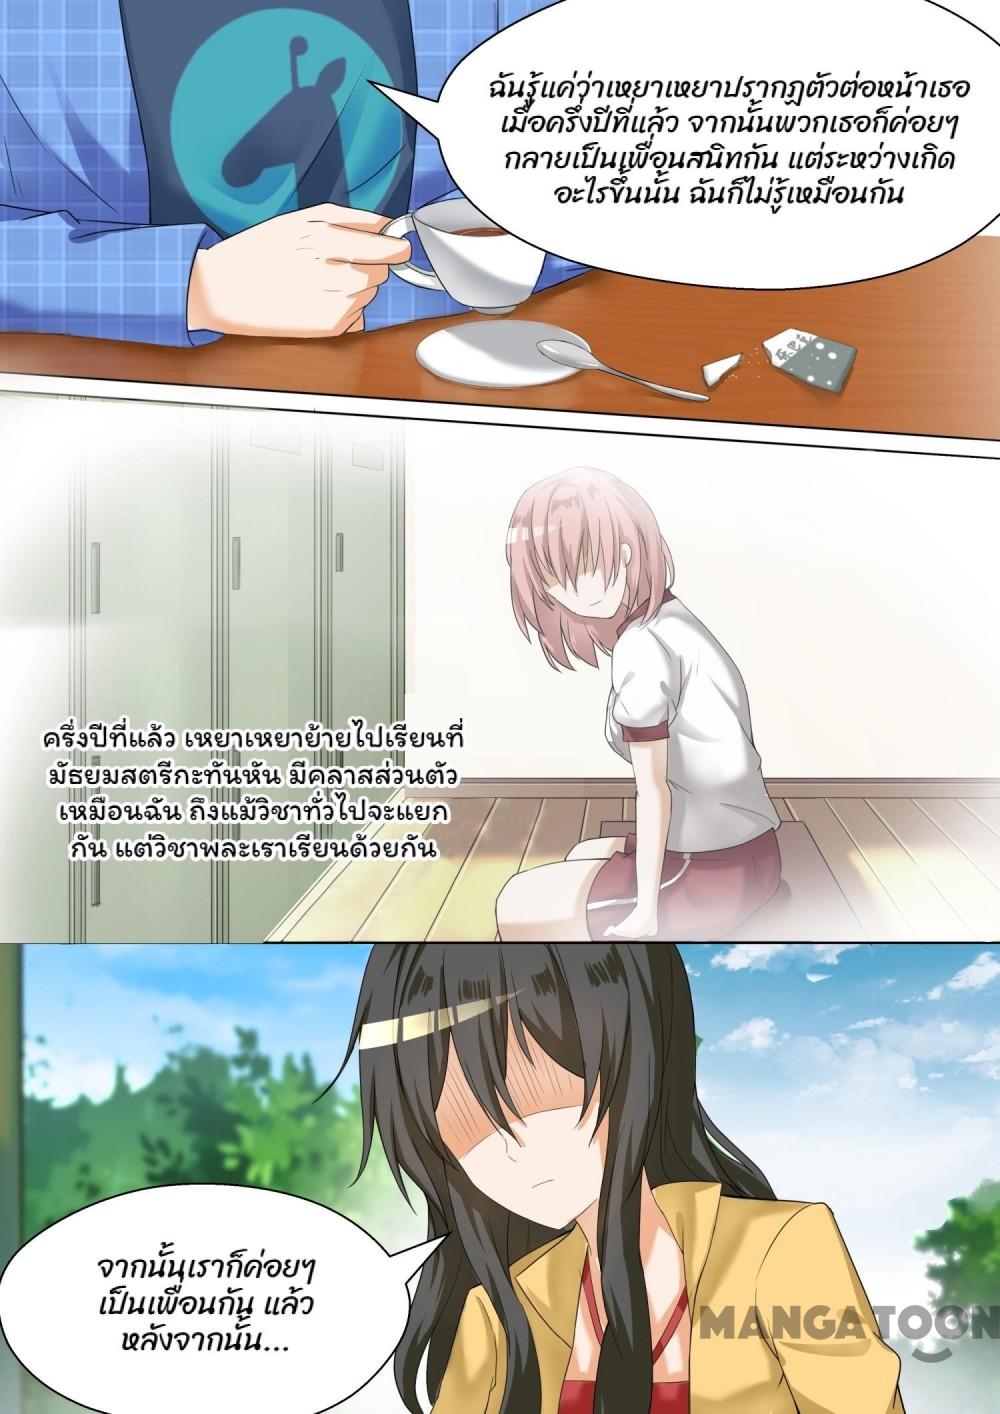 ฉันรู้แค่ว่าเหยาเหยาปรากฏตัวต่อหน้าเธอ
เมื่อครึ่งปีที่แล้ว จากนั้นพวกเธอก็ค่อยๆ
กลายเป็นเพื่อนสนิทกัน แต่ระหว่างเกิด
อะไรขึ้นนั้น ฉันก็ไม่รู้เหมือนกัน
ครึ่งปีที่แล้ว เหยาเหยาย้ายไปเรียนที่
มัธยมสตรีกะทันหัน มีคลาสส่วนตัว
เหมือนฉัน ถึงแม้วิชาทั่วไปจะแยก
กัน แต่วิชาพละเราเรียนด้วยกัน
จากนั้นเราก็ค่อยๆ
เป็นเพื่อนกัน แล้ว
หลังจากนั้น...
MANGATOON